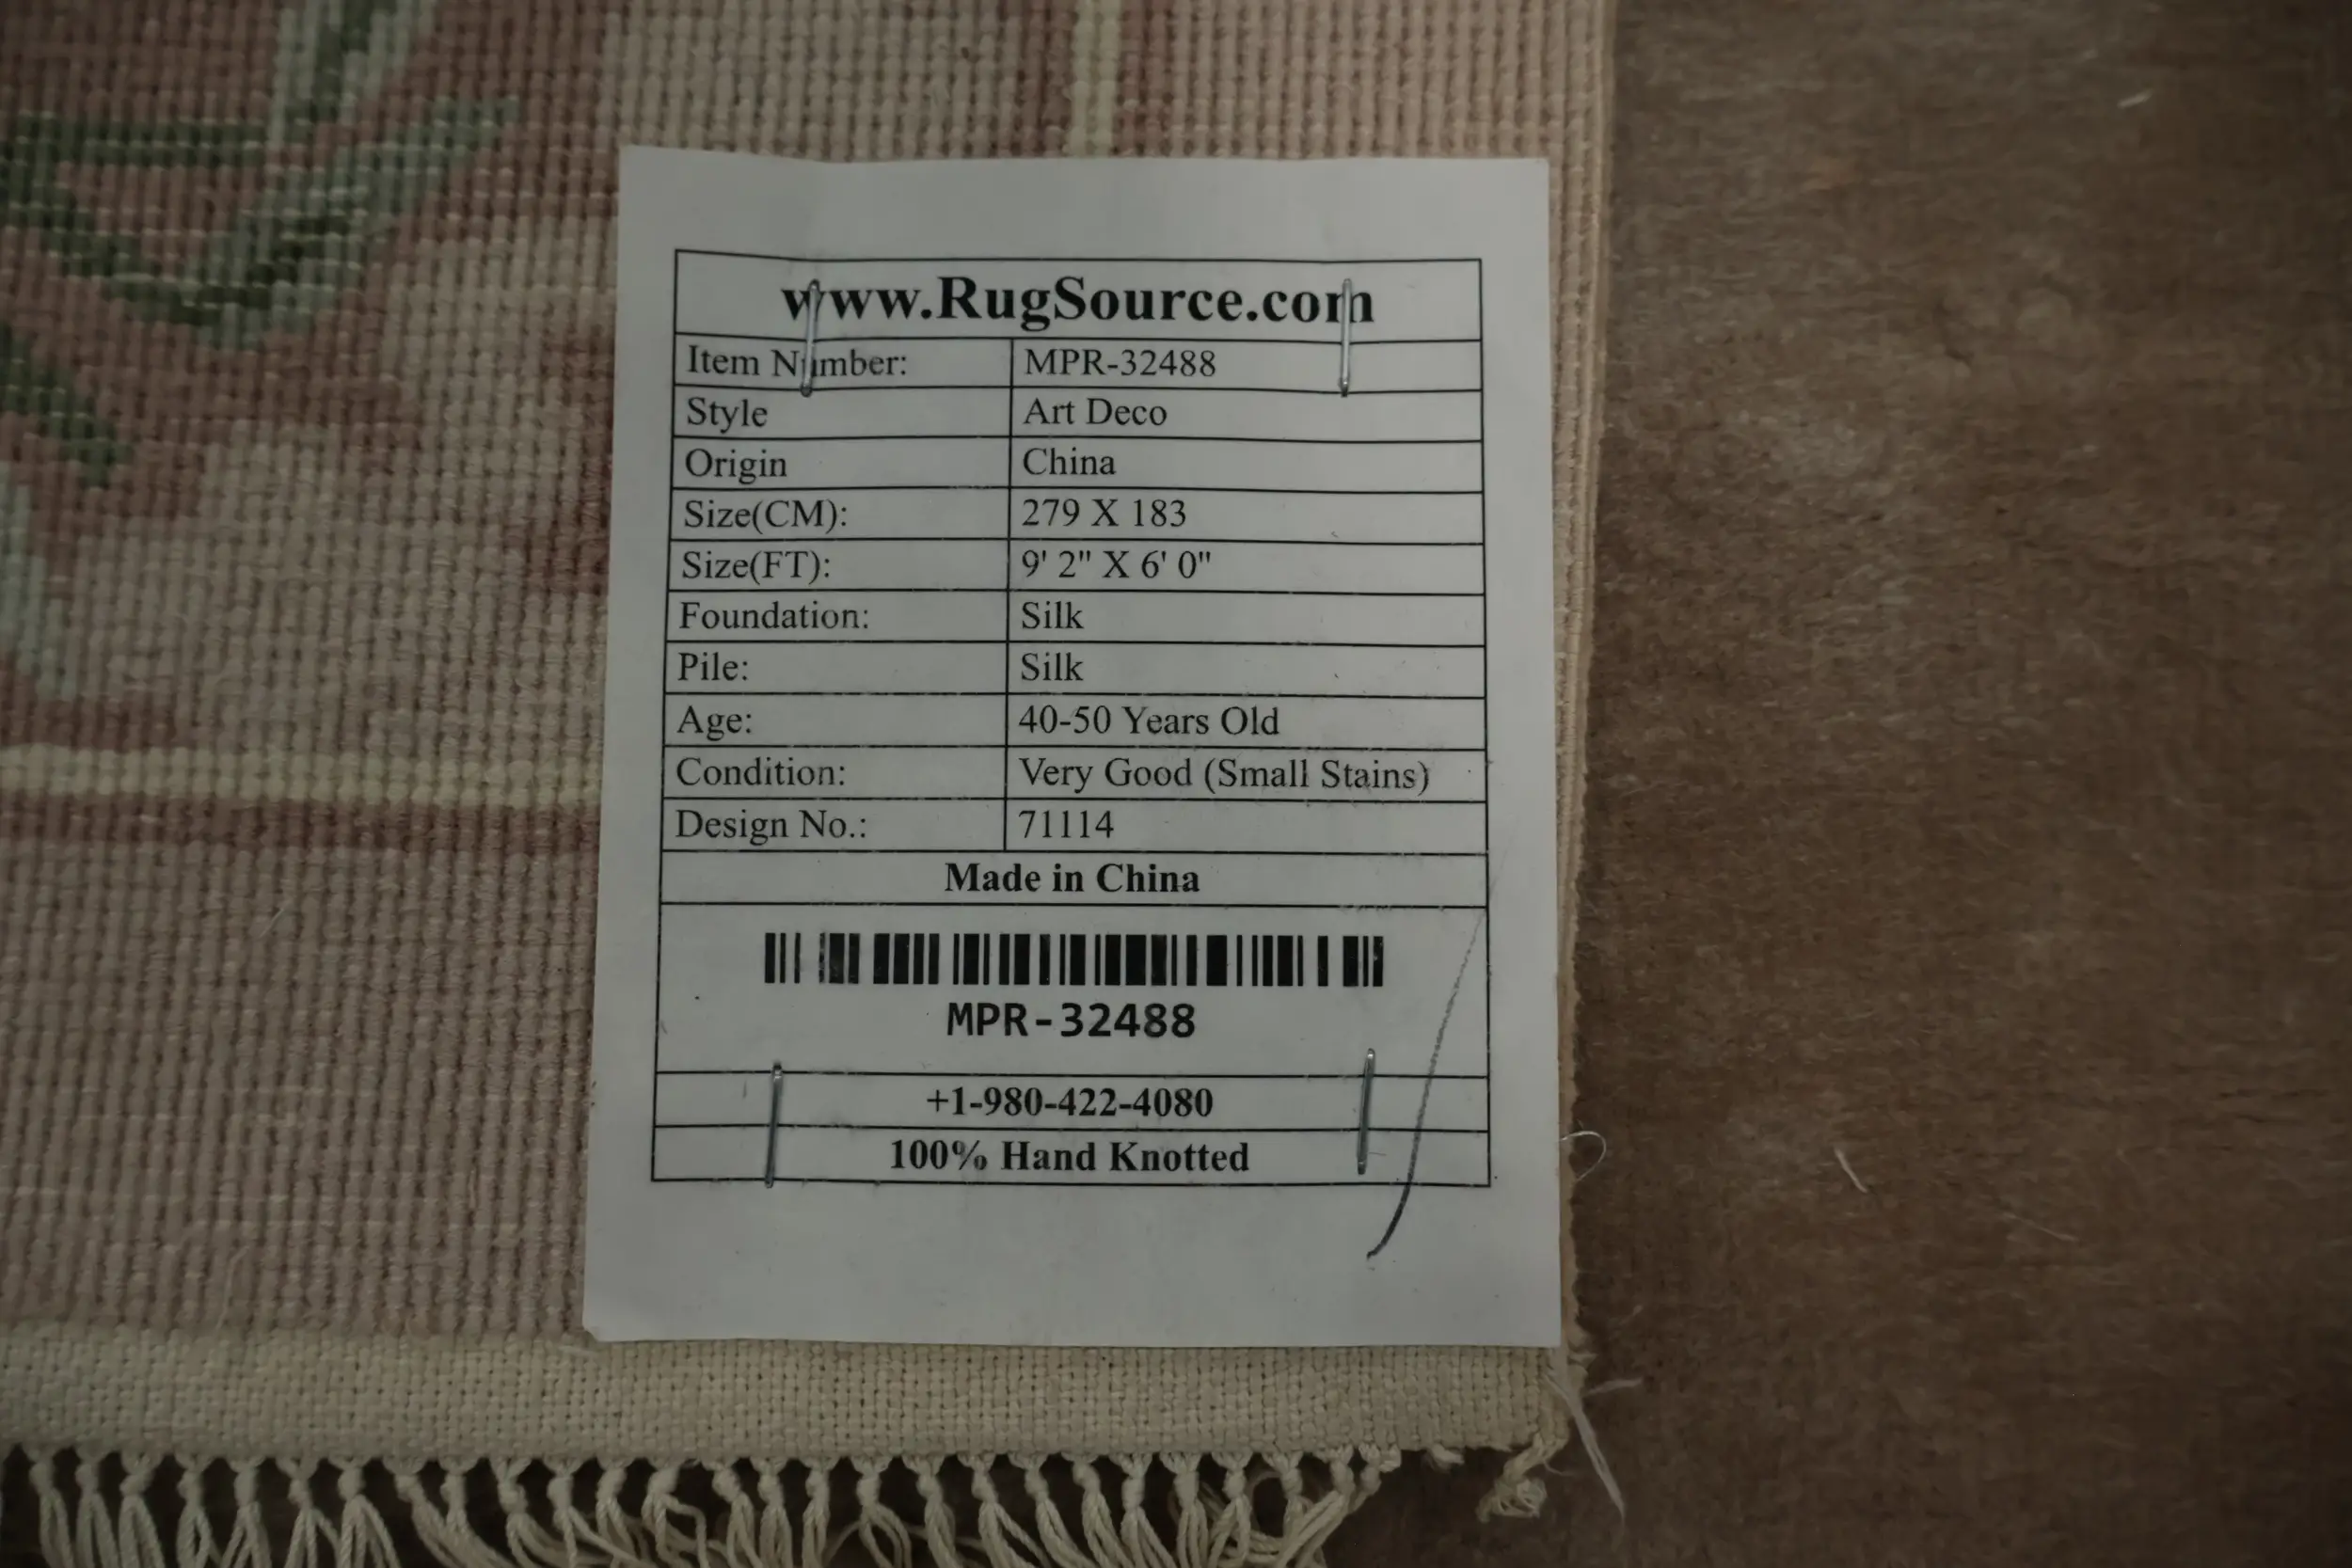 www.RugSource.com
Item Number: MPR-32488
Style Art Deco
Origin China
Size(CM): 279 X 183
Size(FT): 9' 2" X 6' 0"
Foundation: Silk
Pile: Silk
Age: 40-50 Years Old
Condition: Very Good (Small Stains)
Design No.: 71114
Made in China
MPR-32488
+1-980-422-4080
100% Hand Knotted